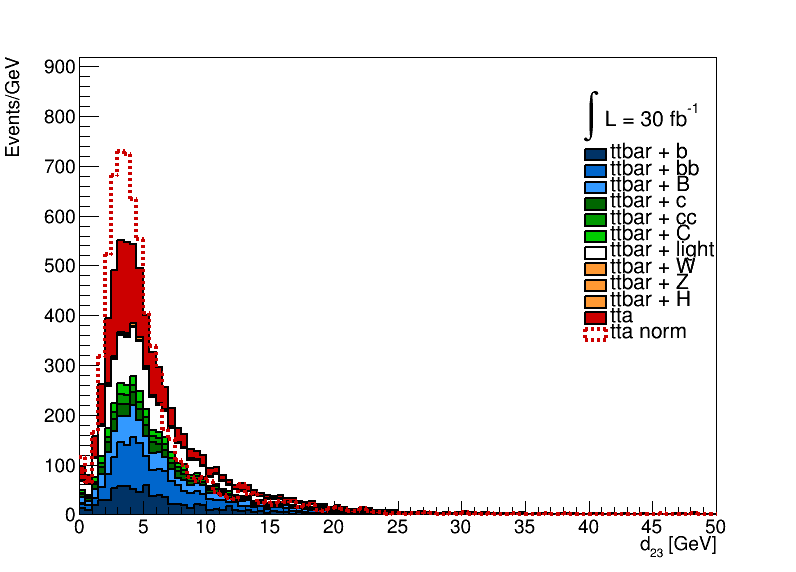 Events/GeV
900
800
700
600
500
400
300
200
100
0
∫ L = 30 fb-1
ttbar + b
ttbar + bb
ttbar + B
ttbar + c
ttbar + cc
ttbar + C
ttbar + light
ttbar + W
ttbar + Z
ttbar + H
tta
tta norm
0 5 10 15 20 25 30 35 40 45 50
d23 [GeV]